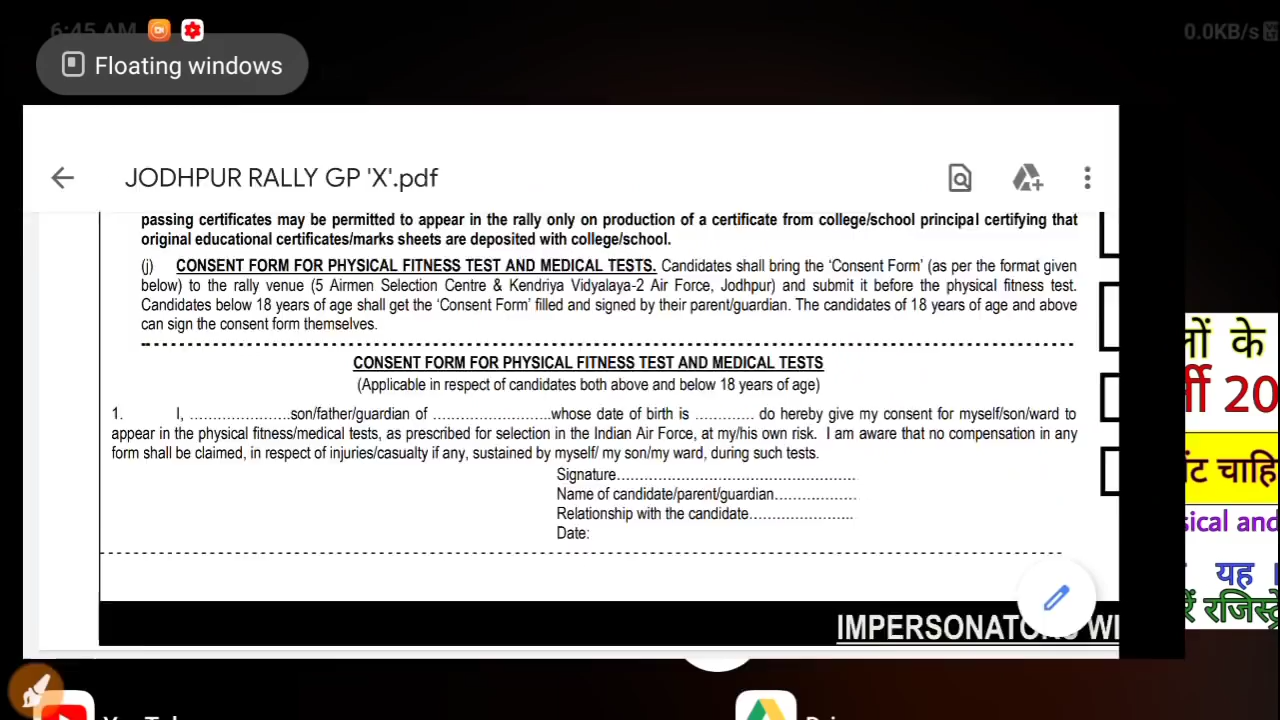 6:45 AM
0.0KB/s
Floating windows
JODHPUR RALLY GP 'X'.pdf
passing certificates may be permitted to appear in the rally only on production of a certificate from college/school principal certifying that
original educational certificates/marks sheets are deposited with college/school.
(j) CONSENT FORM FOR PHYSICAL FITNESS TEST AND MEDICAL TESTS. Candidates shall bring the ‘Consent Form’ (as per the format given
below) to the rally venue (5 Airmen Selection Centre & Kendriya Vidyalaya-2 Air Force, Jodhpur) and submit it before the physical fitness test.
Candidates below 18 years of age shall get the ‘Consent Form’ filled and signed by their parent/guardian. The candidates of 18 years of age and above
can sign the consent form themselves.
CONSENT FORM FOR PHYSICAL FITNESS TEST AND MEDICAL TESTS
(Applicable in respect of candidates both above and below 18 years of age)
1. I, ......................son/father/guardian of ..........................whose date of birth is ............. do hereby give my consent for myself/son/ward to
appear in the physical fitness/medical tests, as prescribed for selection in the Indian Air Force, at my/his own risk. I am aware that no compensation in any
form shall be claimed, in respect of injuries/casualty if any, sustained by myself/ my son/my ward, during such tests.
Signature......................................................
Name of candidate/parent/guardian...................
Relationship with the candidate.......................
Date:
के
20
sical and
यह